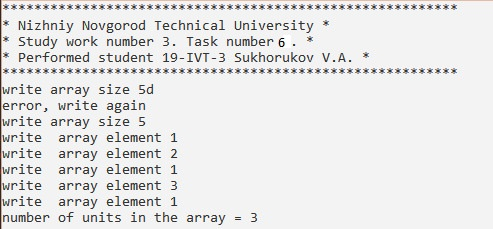 *********************************************************
* Nizhniy Novgorod Technical University *
* Study work number 3. Task number 6 . *
* Performed student 19-IVT-3 Sukhorukov V.A. *
*********************************************************
write array size 5d
error, write again
write array size 5
write  array element 1
write  array element 2
write  array element 1
write  array element 3
write  array element 1
number of units in the array = 3